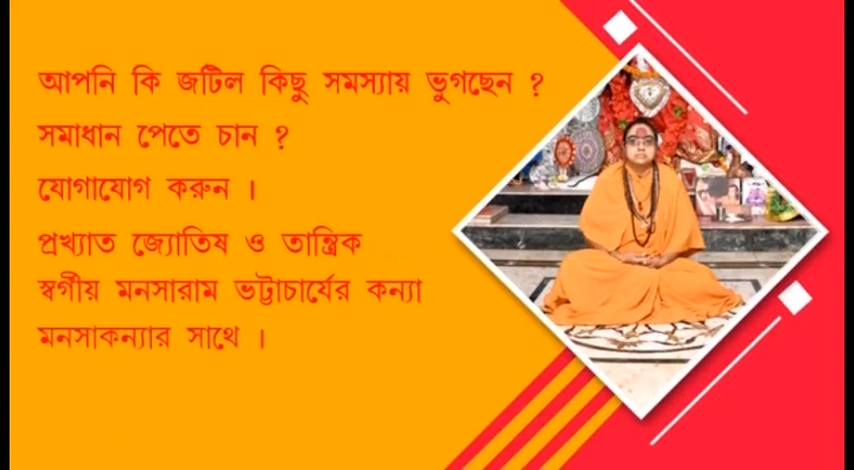 আপনি কি জটিল কিছু সমস্যায় ভুগছেন ?
সমাধান পেতে চান ?
যোগাযোগ করুন ।
প্রখ্যাত জ্যোতিষ ও তান্ত্রিক
স্বর্গীয় মনসারাম ভট্টাচার্যের কন্যা
মনসাকন্যার সাথে ।